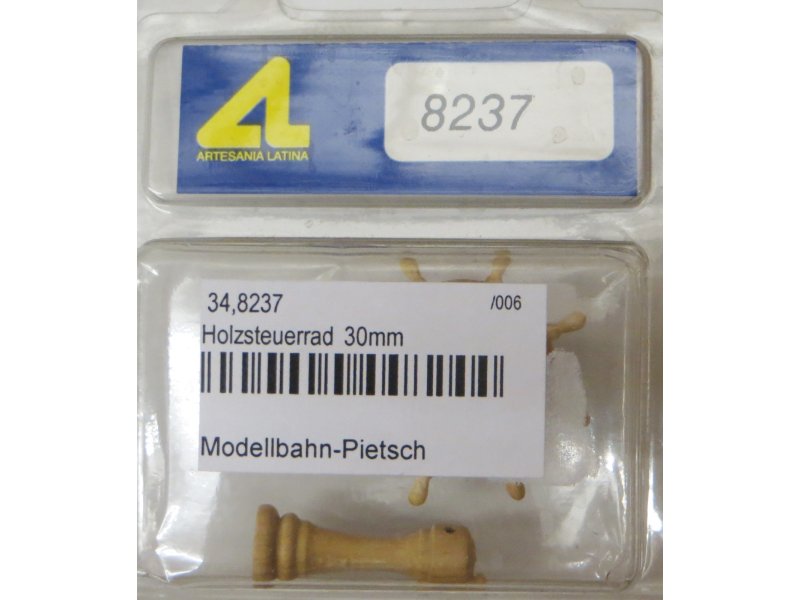 ARTESANIA LATINA
8237
34,8237 /006
Holzsteuerrad 30mm
Modellbahn-Pietsch